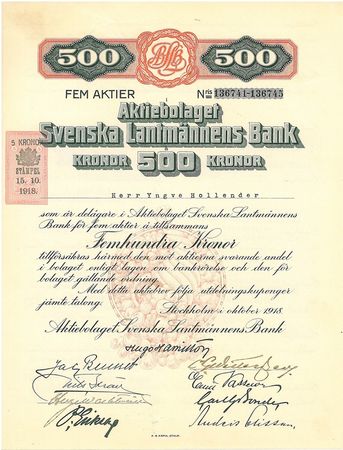 500 500
FEM AKTIER Nris 136741-136745
Aktiebolaget
Svenska Lantmännens Bank
KRONOR 500 KRONOR
5 KRONOR
STÄMPEL
15. 10.
1918.
Herr Yngve Hollender
som är delägare i Aktiebolaget Svenska Lantmännens
Bank för fem aktier å tillsammans
Femhundra Kronor
tillförsäkras härmed den mot aktierna svarande andel
i bolaget enligt lagen om bankrörelse och den för
bolaget gällande ordning.
Med detta aktiebrev följa utdelningskuponger
jämte talong.
Stockholm i oktober 1918.
Aktiebolaget Svenska Lantmännens Bank
Hugo Hamilton